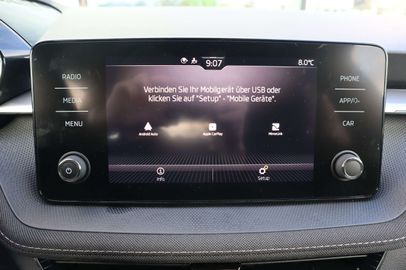 9:07
8.0°C
RADIO
MEDIA
MENU
Verbinden Sie Ihr Mobilgerät über USB oder
klicken Sie auf "Setup" - "Mobile Geräte".
Android Auto
Apple CarPlay
MirrorLink
Info
Setup
PHONE
APP/
CAR